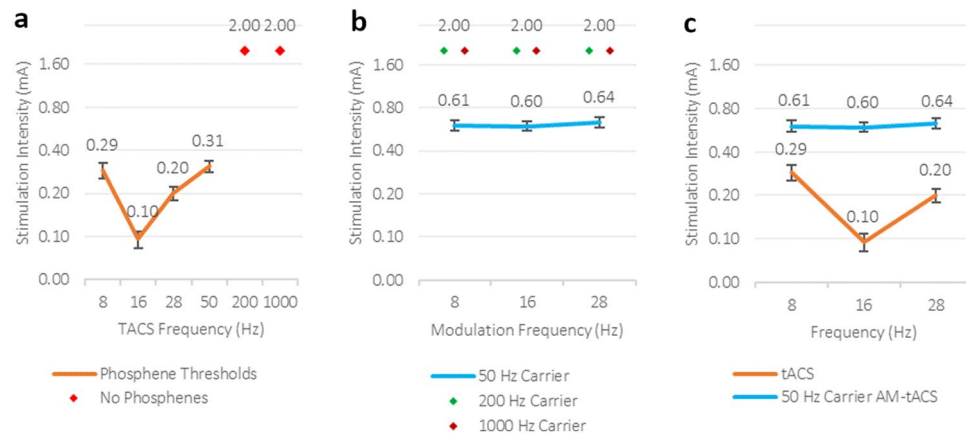 a
2.00 2.00
Stimulation Intensity (mA)
1.60
0.80
0.40
0.20
0.10
0.00
0.29
0.10
0.20
0.31
8 16 28 50 200 1000
TACS Frequency (Hz)
Phosphene Thresholds
No Phosphenes
b
2.00 2.00 2.00
Stimulation Intensity (mA)
1.60
0.80
0.40
0.20
0.10
0.00
0.61 0.60 0.64
8 16 28
Modulation Frequency (Hz)
50 Hz Carrier
200 Hz Carrier
1000 Hz Carrier
c
Stimulation Intensity (mA)
1.60
0.80
0.40
0.20
0.10
0.00
0.61 0.60 0.64
0.29
0.10
0.20
8 16 28
Frequency (Hz)
tACS
50 Hz Carrier AM-tACS